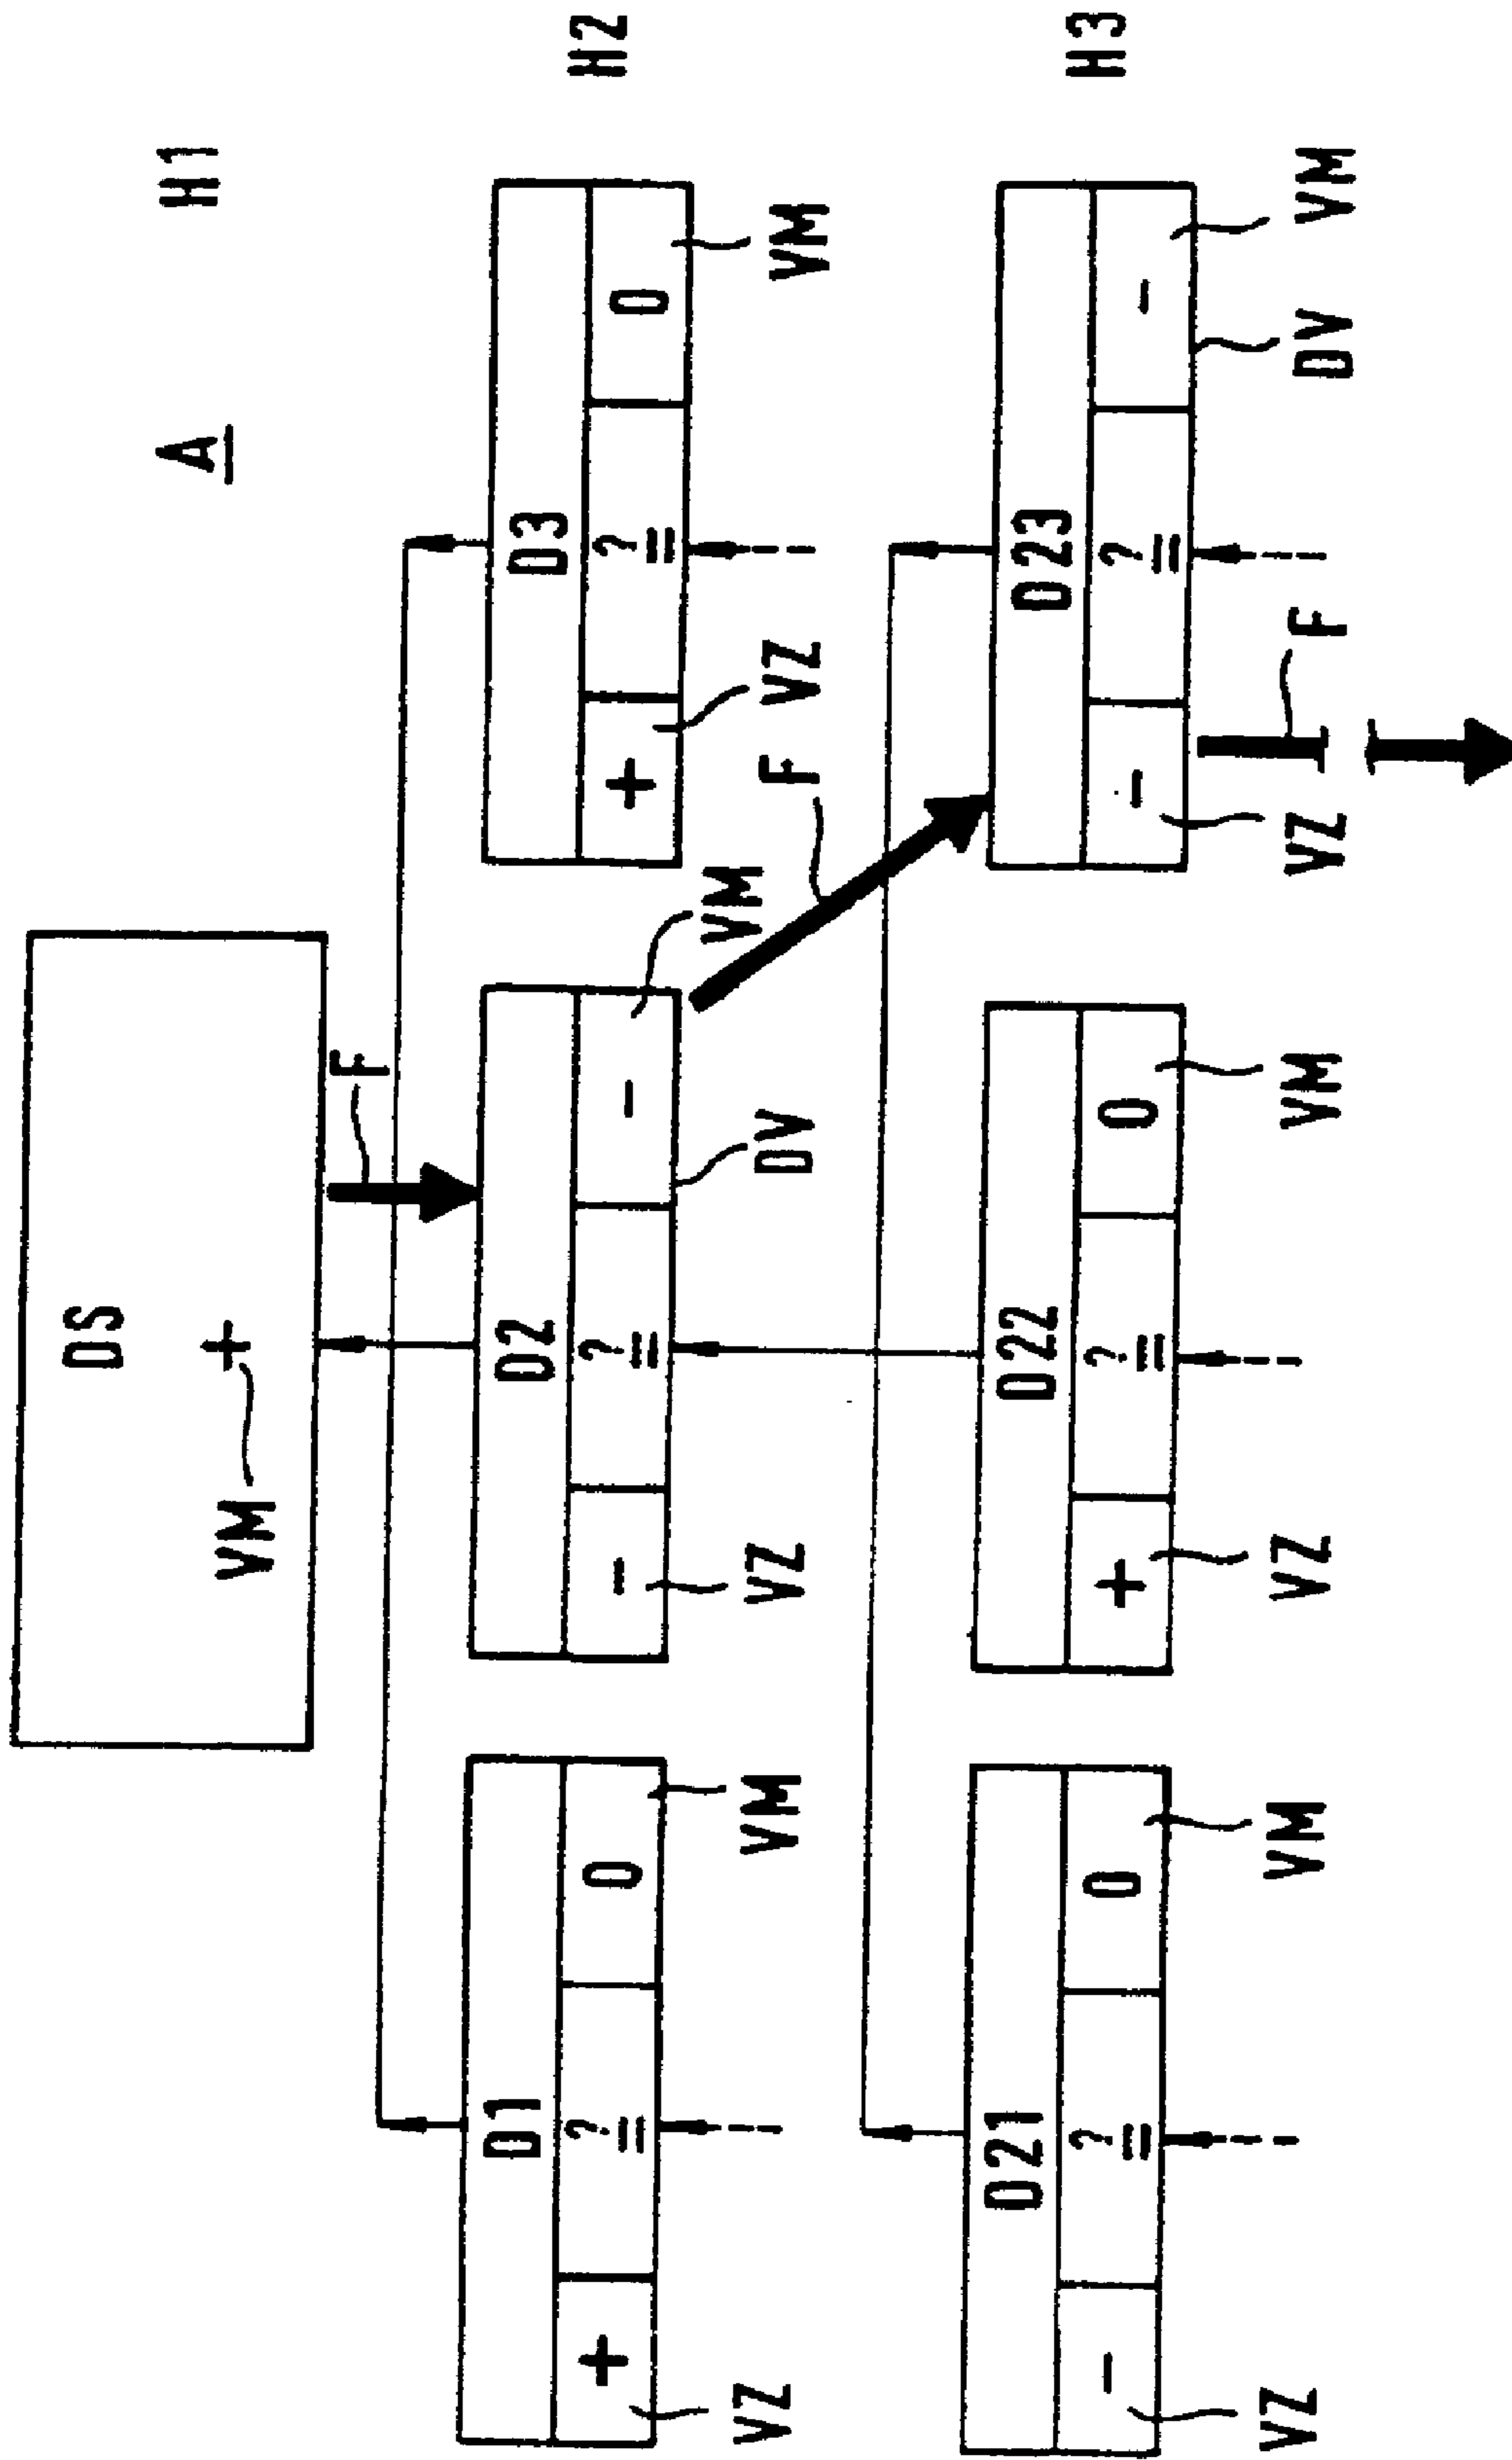 DS
+ A H1
VM
F
D1 D2 D3 H2
+ ?= 0 - ?= - + ?= 0
VZ VM VZ DV VM F VZ VM
D21 D22 D23 H3
- ?= 0 + ?= 0 - ?= -
VZ VM VZ VM VZ F DV VM